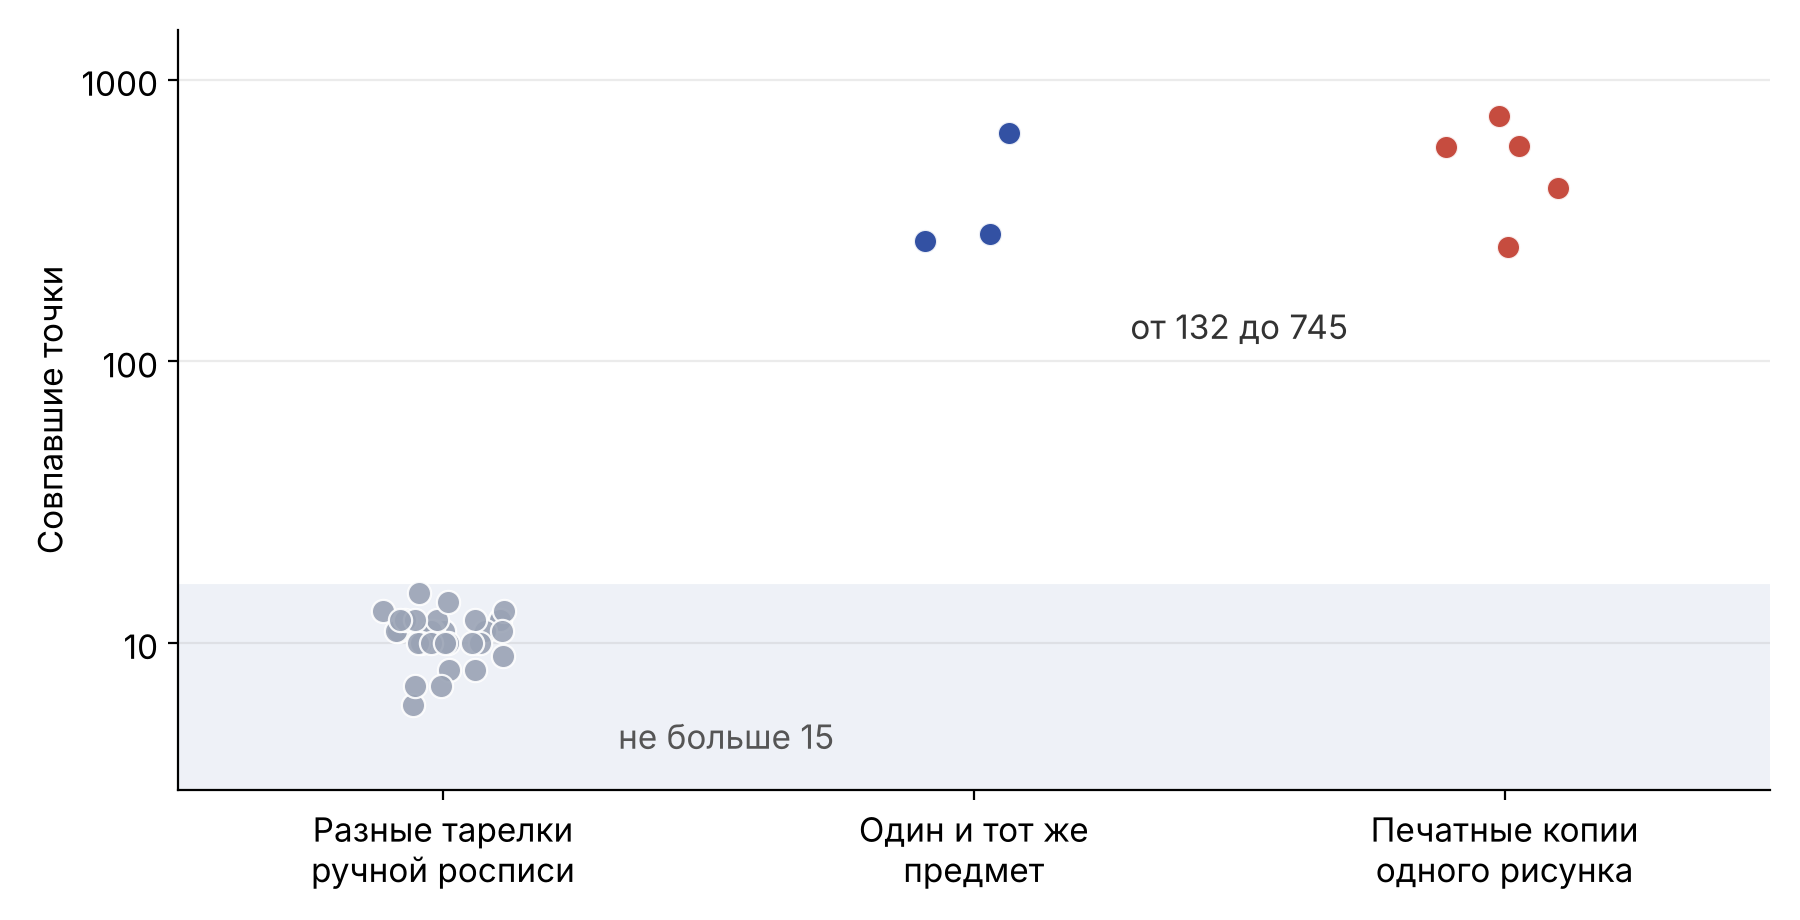 1000
100
10
Совпавшие точки
от 132 до 745
не больше 15
Разные тарелки
ручной росписи
Один и тот же
предмет
Печатные копии
одного рисунка